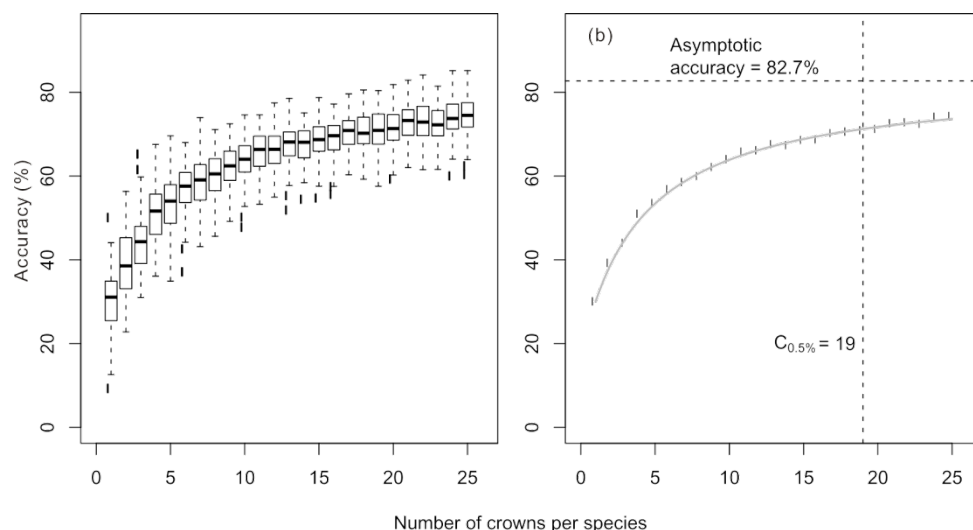 (b)
Asymptotic
accuracy = 82.7%
Accuracy (%)
80
60
40
20
0
80
60
40
20
0
C0.5% = 19
0 5 10 15 20 25
0 5 10 15 20 25
Number of crowns per species